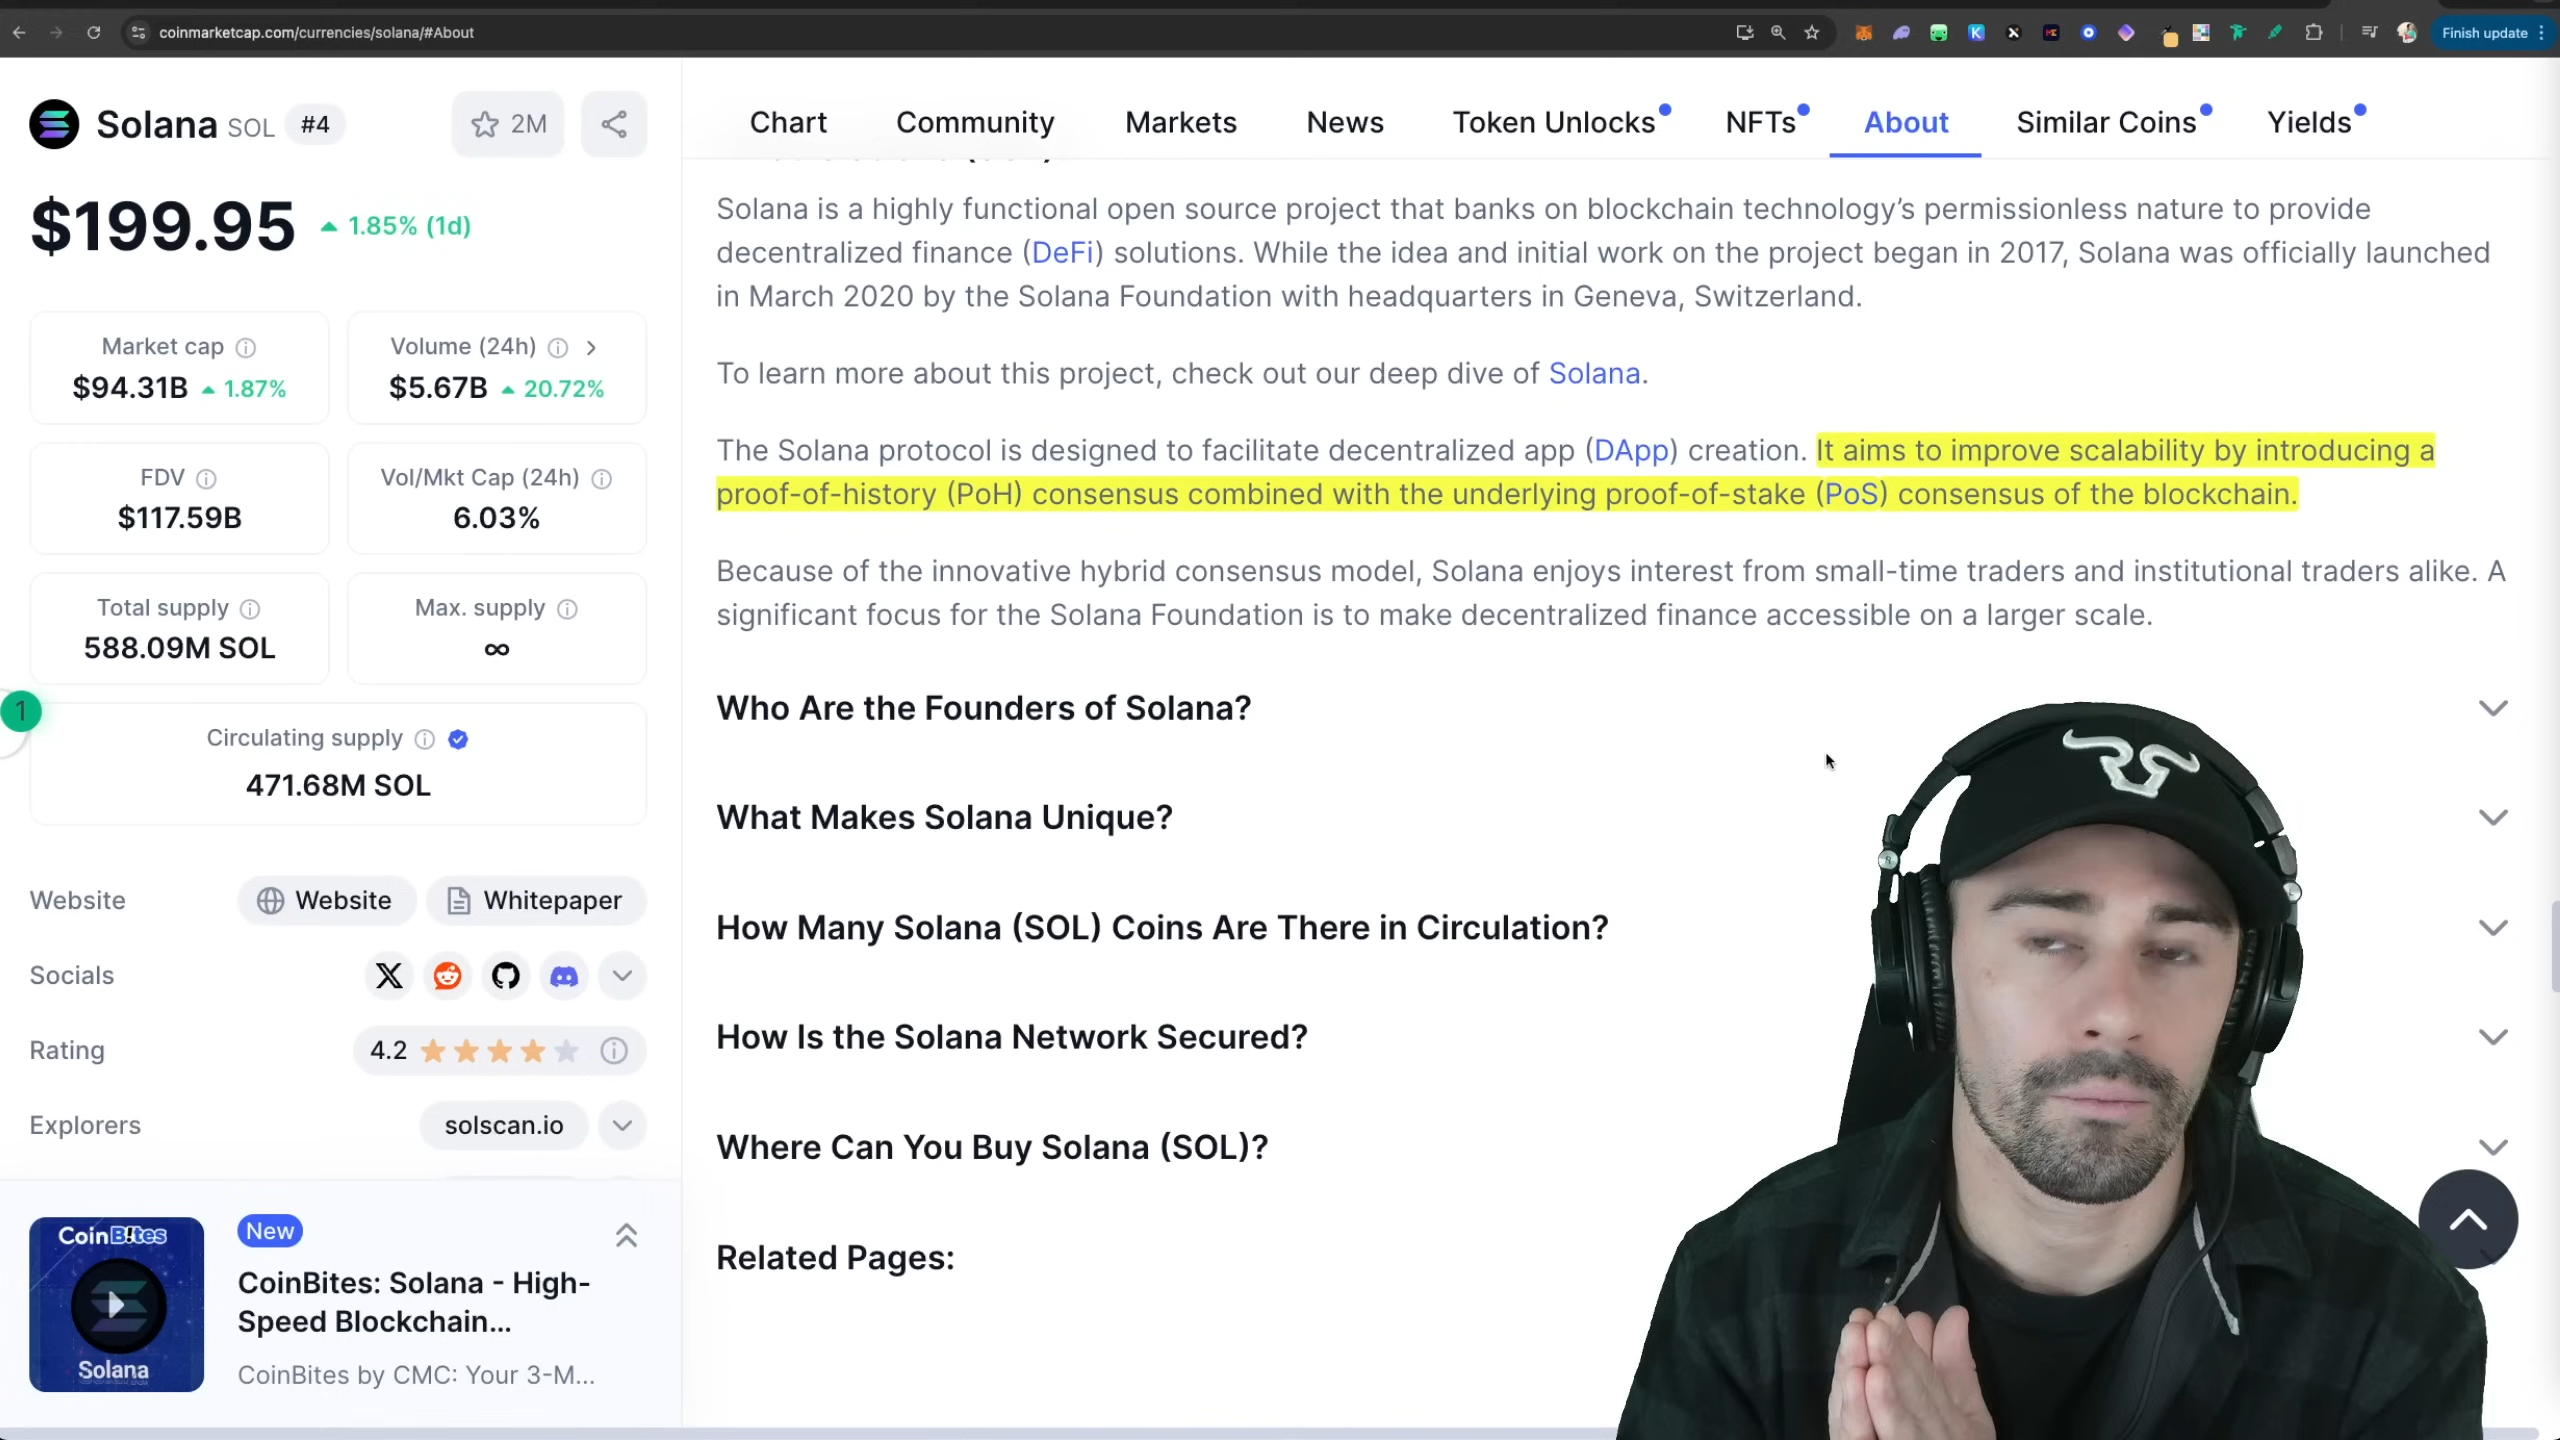 coinmarketcap.com/currencies/solana/#About
Finish update
Solana SOL #4
2M
$199.95 1.85% (1d)
Market cap
$94.31B 1.87%
Volume (24h)
$5.67B 20.72%
FDV
$117.59B
Vol/Mkt Cap (24h)
6.03%
Total supply
588.09M SOL
Max. supply
∞
1
Circulating supply
471.68M SOL
Website Website Whitepaper
Socials
Rating 4.2
Explorers solscan.io
CoinB!tes
Solana
New
CoinBites: Solana - High-
Speed Blockchain...
CoinBites by CMC: Your 3-M...
Chart Community Markets News Token Unlocks NFTs About Similar Coins Yields
Solana is a highly functional open source project that banks on blockchain technology’s permissionless nature to provide
decentralized finance (DeFi) solutions. While the idea and initial work on the project began in 2017, Solana was officially launched
in March 2020 by the Solana Foundation with headquarters in Geneva, Switzerland.
To learn more about this project, check out our deep dive of Solana.
The Solana protocol is designed to facilitate decentralized app (DApp) creation. It aims to improve scalability by introducing a
proof-of-history (PoH) consensus combined with the underlying proof-of-stake (PoS) consensus of the blockchain.
Because of the innovative hybrid consensus model, Solana enjoys interest from small-time traders and institutional traders alike. A
significant focus for the Solana Foundation is to make decentralized finance accessible on a larger scale.
Who Are the Founders of Solana?
What Makes Solana Unique?
How Many Solana (SOL) Coins Are There in Circulation?
How Is the Solana Network Secured?
Where Can You Buy Solana (SOL)?
Related Pages: